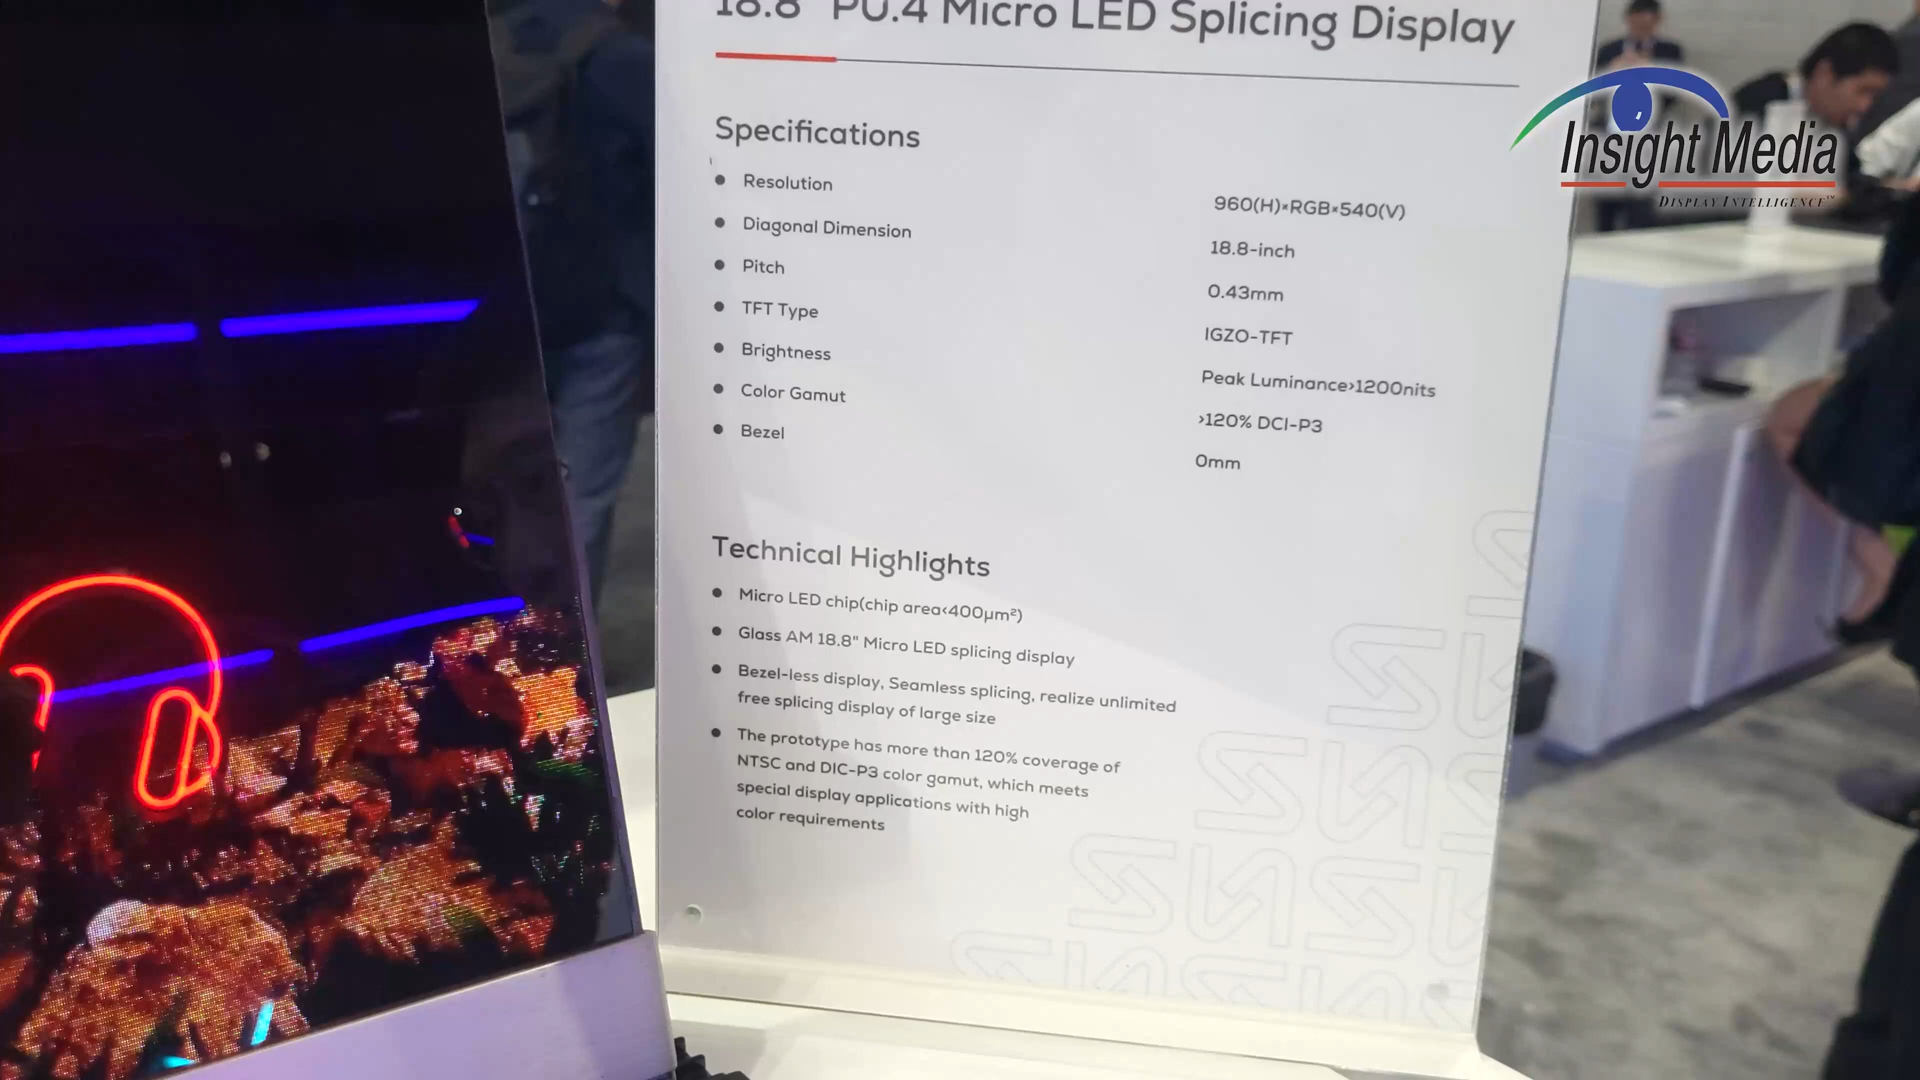 18.8" P0.4 Micro LED Splicing Display
Insight Media
DISPLAY INTELLIGENCE™
Specifications
Resolution 960(H)×RGB×540(V)
Diagonal Dimension 18.8-inch
Pitch 0.43mm
TFT Type IGZO-TFT
Brightness Peak Luminance>1200nits
Color Gamut >120% DCI-P3
Bezel 0mm
Technical Highlights
Micro LED chip(chip area<400μm²)
Glass AM 18.8" Micro LED splicing display
Bezel-less display, Seamless splicing, realize unlimited
free splicing display of large size
The prototype has more than 120% coverage of
NTSC and DIC-P3 color gamut, which meets
special display applications with high
color requirements